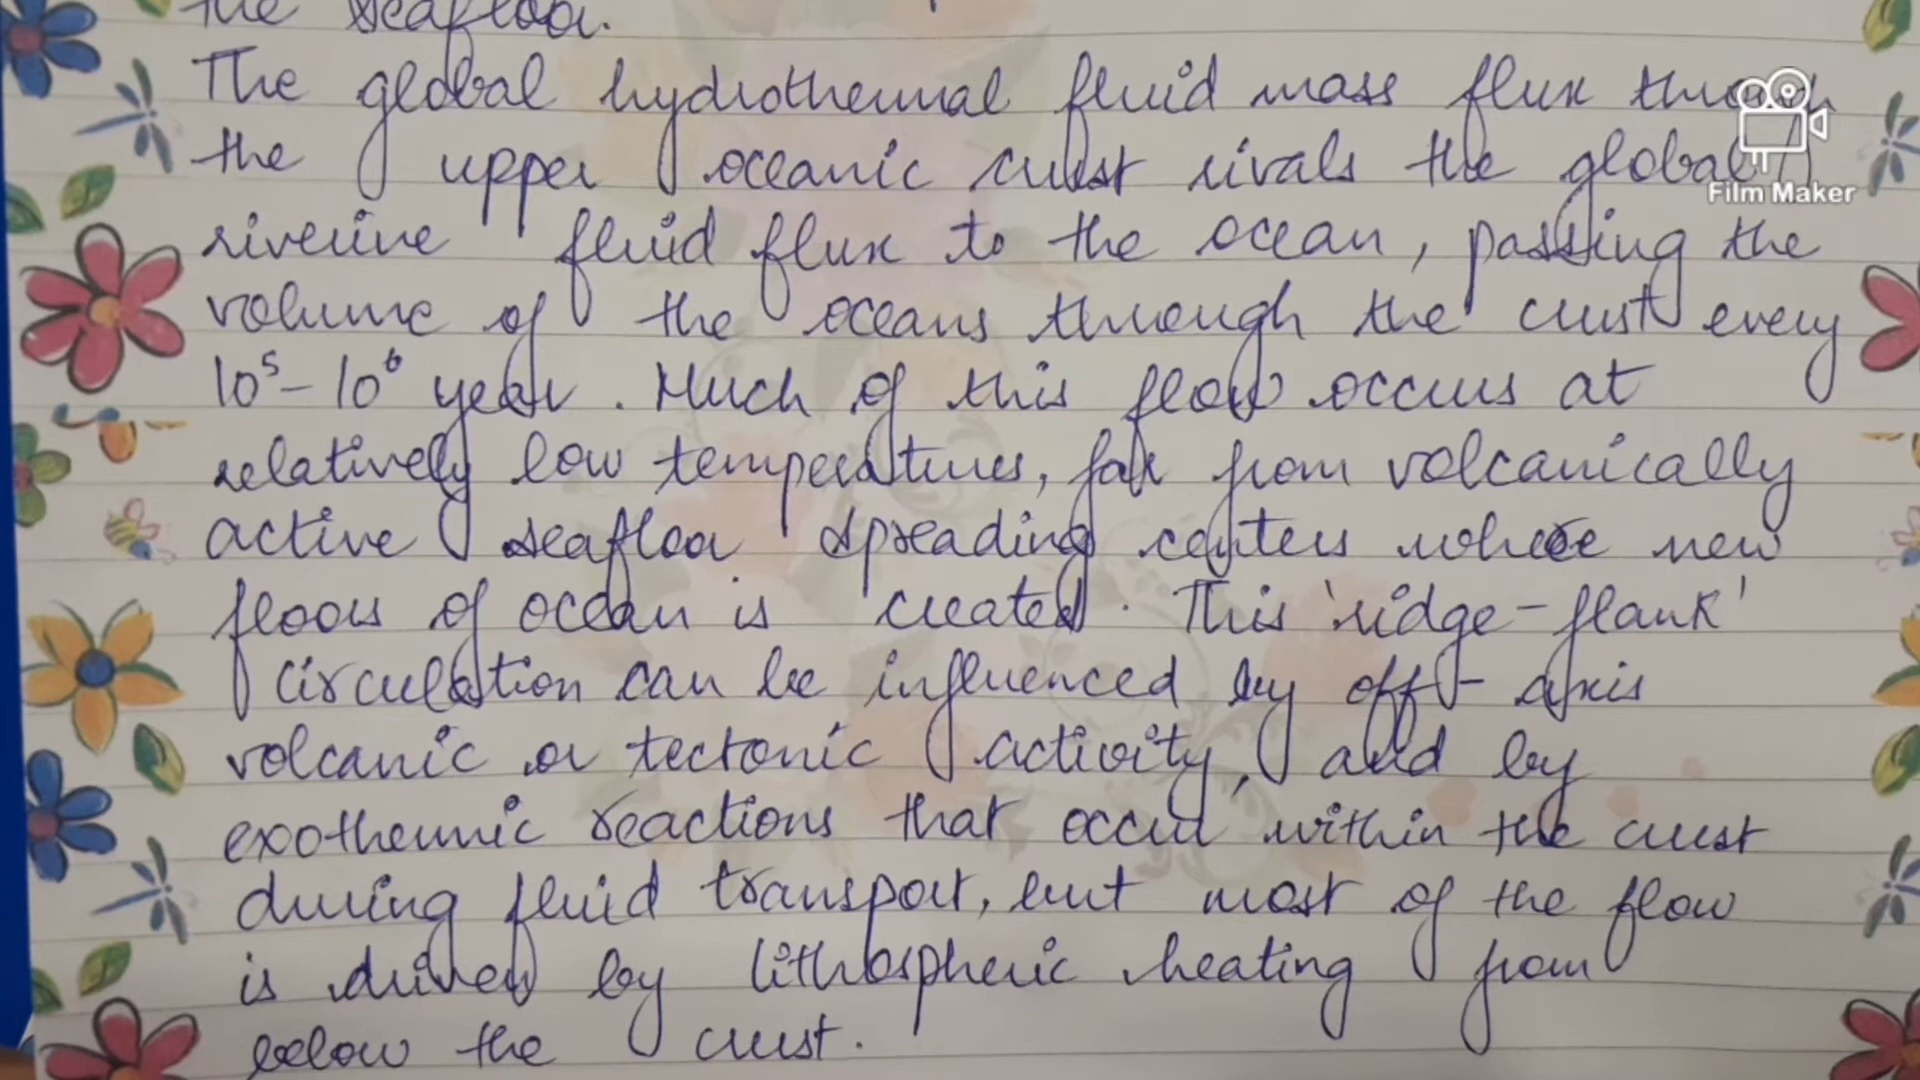 the seafloor.
The global hydrothermal fluid mass flux through
the upper oceanic crust rivals the global
riverine fluid flux to the ocean, passing the
volume of the oceans through the crust every
10⁵-10⁶ year. Much of this flow occurs at
relatively low temperatures, far from volcanically
active seafloor spreading centers where new
floors of ocean is created. This 'ridge-flank'
circulation can be influenced by off-axis
volcanic or tectonic activity, and by
exothermic reactions that occur within the crust
during fluid transport, but most of the flow
is driven by lithospheric heating from
below the crust.
Film Maker